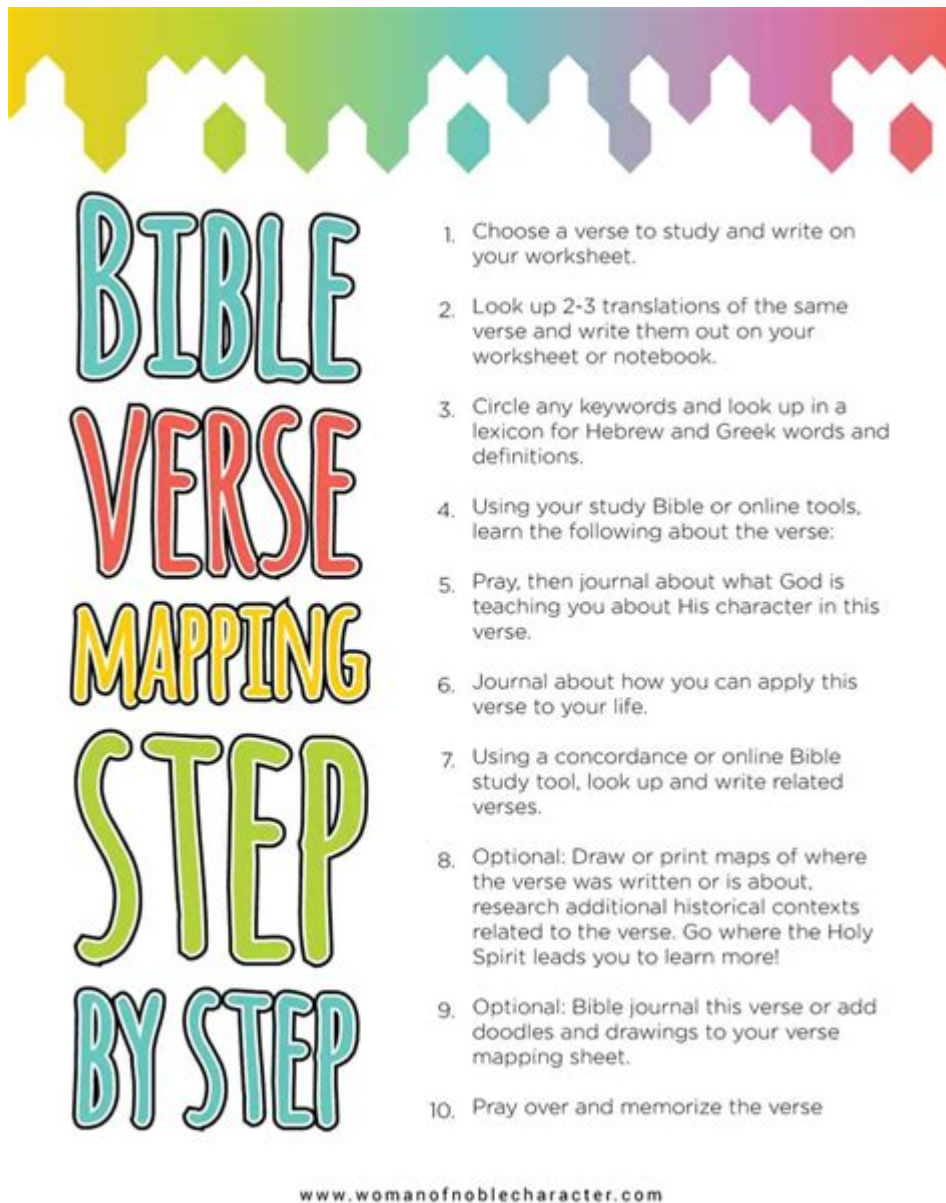 BIBLE
VERSE
MAPPING
STEP
BY STEP
1. Choose a verse to study and write on
your worksheet.
2. Look up 2-3 translations of the same
verse and write them out on your
worksheet or notebook.
3. Circle any keywords and look up in a
lexicon for Hebrew and Greek words and
definitions.
4. Using your study Bible or online tools,
learn the following about the verse:
5. Pray, then journal about what God is
teaching you about His character in this
verse.
6. Journal about how you can apply this
verse to your life.
7. Using a concordance or online Bible
study tool, look up and write related
verses.
8. Optional: Draw or print maps of where
the verse was written or is about,
research additional historical contexts
related to the verse. Go where the Holy
Spirit leads you to learn more!
9. Optional: Bible journal this verse or add
doodles and drawings to your verse
mapping sheet.
10. Pray over and memorize the verse
www.womanofnoblecharacter.com